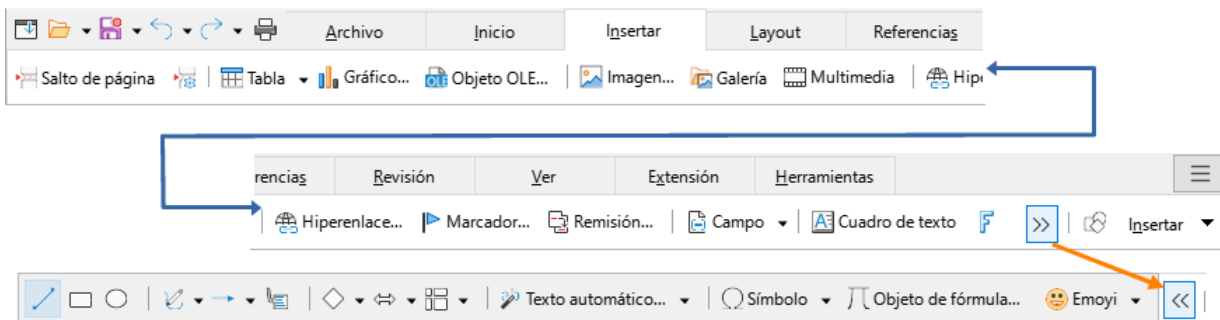 Archivo Inicio Insertar Layout Referencias
Salto de página Tabla Gráfico... OLE Objeto OLE... Imagen... Galería Multimedia Hipe
rencias Revisión Ver Extensión Herramientas
Hiperenlace... Marcador... Remisión... Campo Cuadro de texto F >> Insertar
Texto automático... Símbolo Objeto de fórmula... Emoyi <<